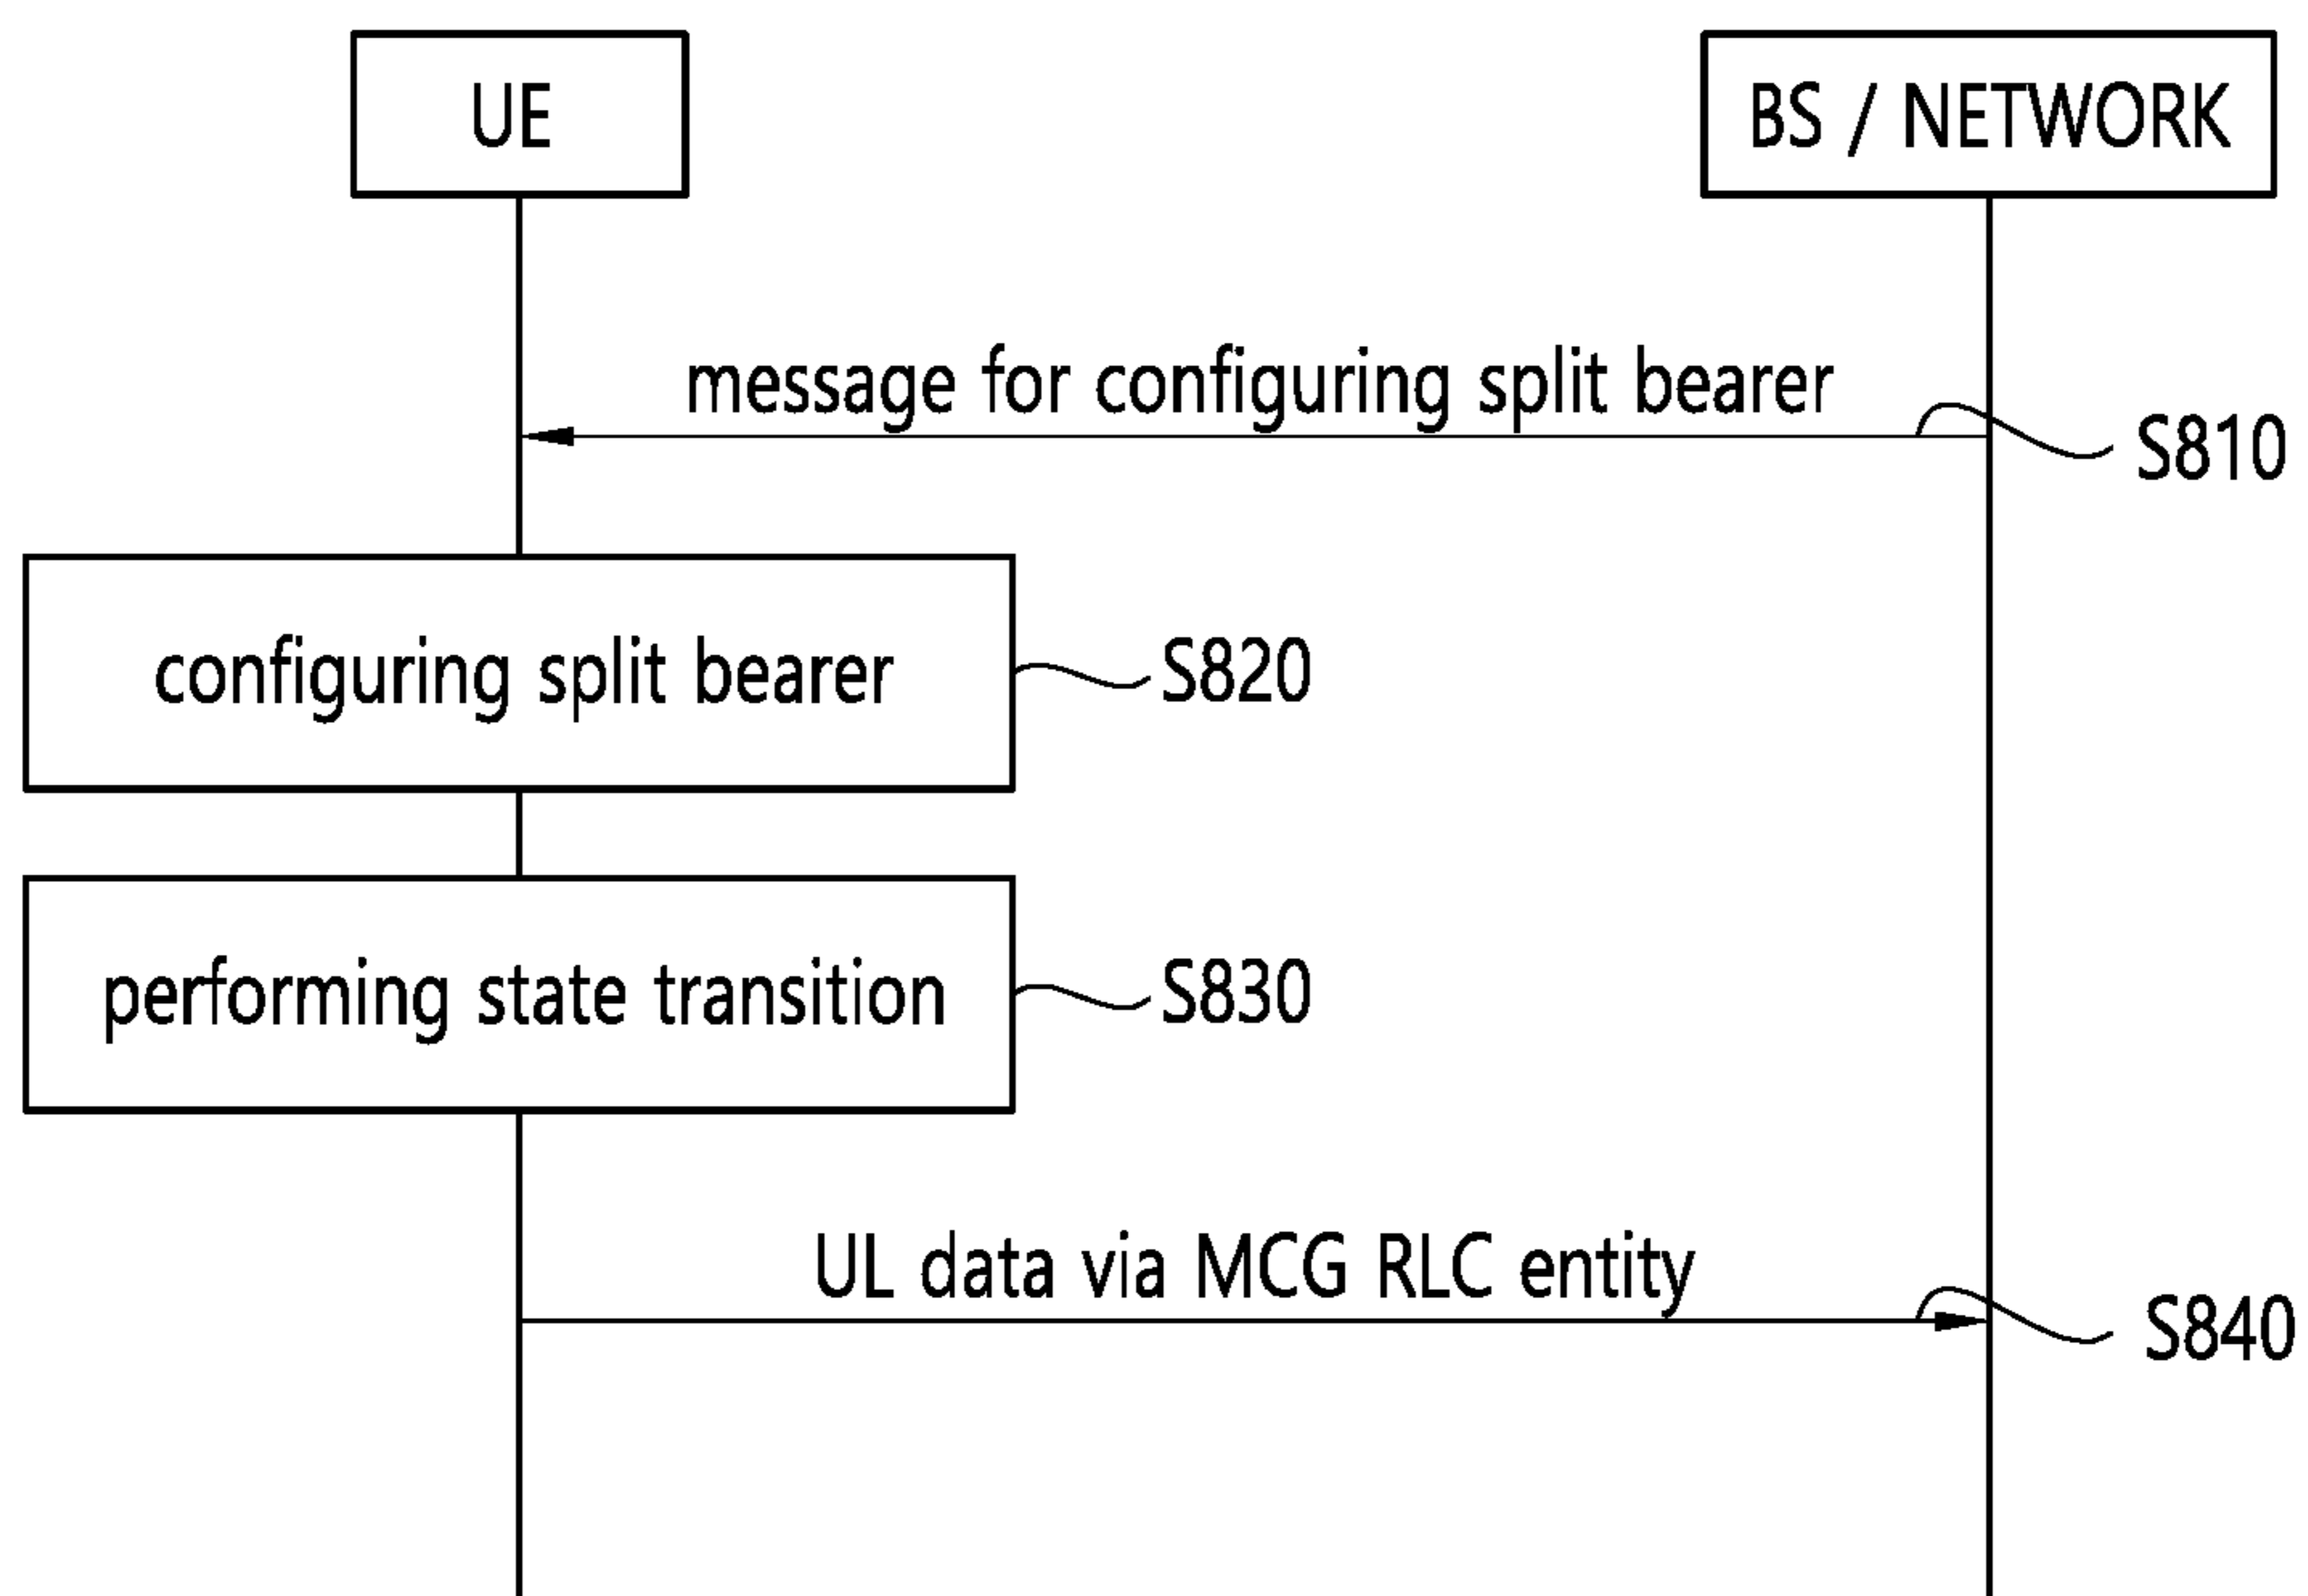 UE
BS / NETWORK
message for configuring split bearer
S810
configuring split bearer
S820
performing state transition
S830
UL data via MCG RLC entity
S840